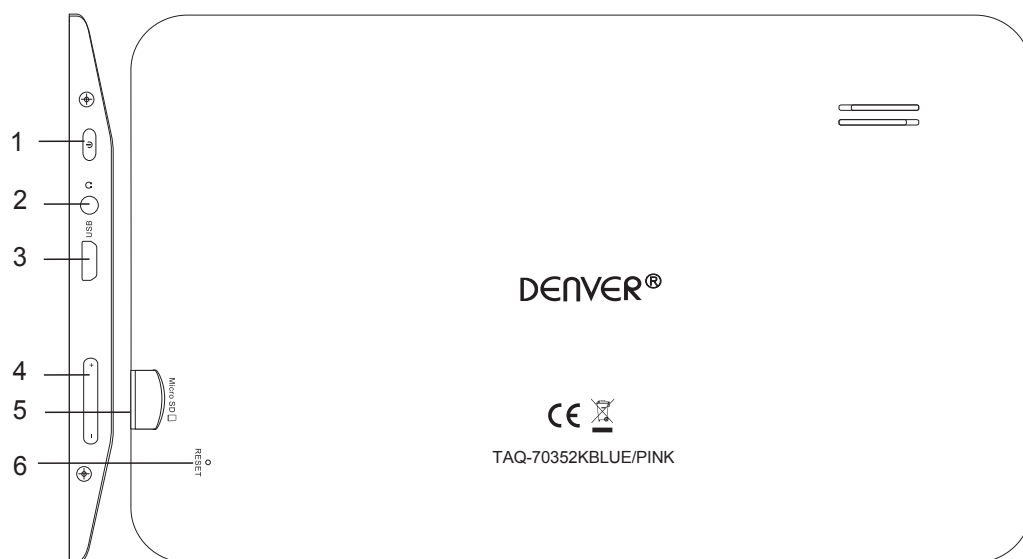 1
2
USB
3
DENVER®
4
+
Micro SD
5
-
CE
TAQ-70352KBLUE/PINK
6
RESET